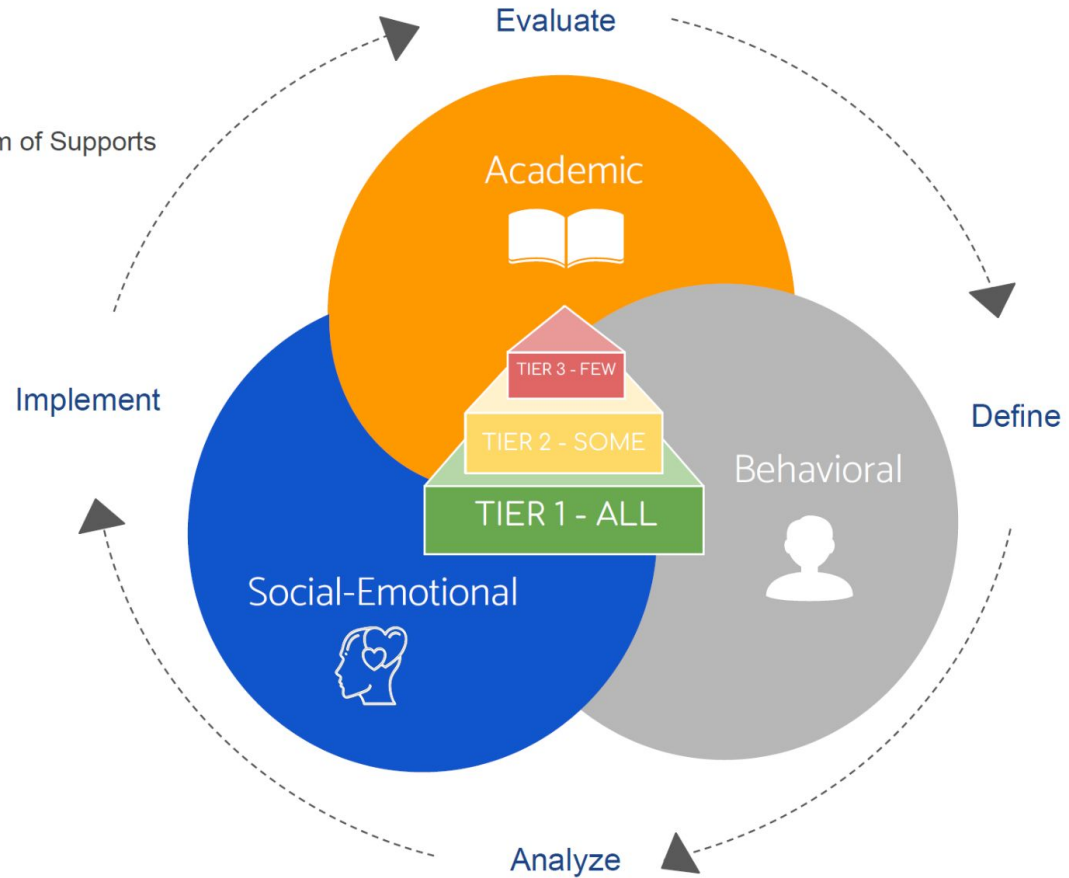 Evaluate
of Supports
Academic
TIER 3 - FEW
Implement
Define
TIER 2 - SOME
Behavioral
TIER 1 - ALL
Social-Emotional
Analyze